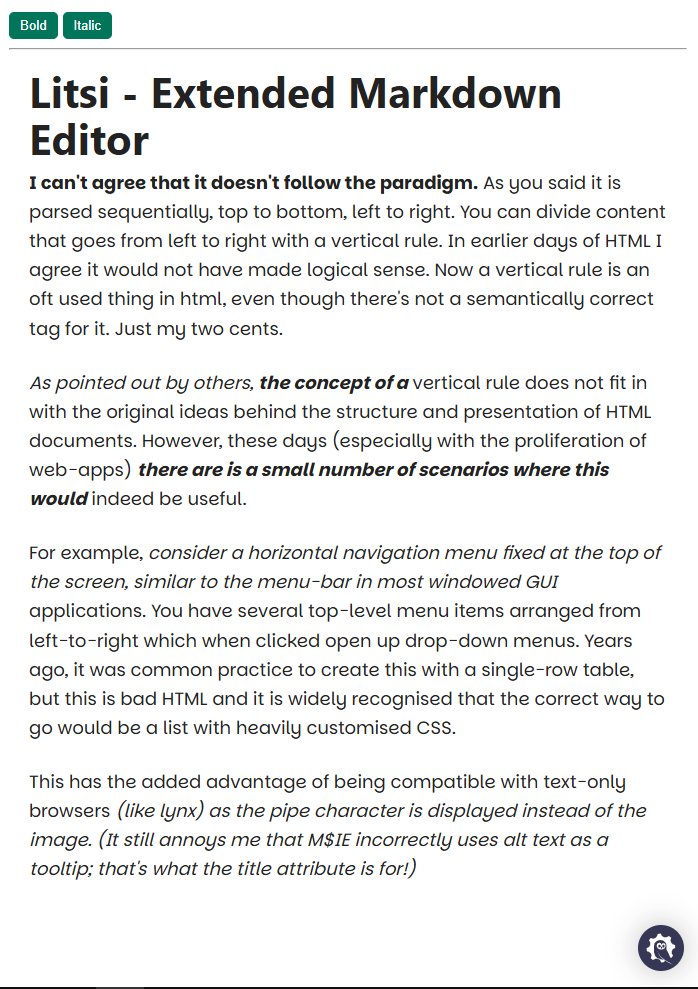 Bold Italic
Litsi - Extended Markdown
Editor
I can't agree that it doesn't follow the paradigm. As you said it is
parsed sequentially, top to bottom, left to right. You can divide content
that goes from left to right with a vertical rule. In earlier days of HTML I
agree it would not have made logical sense. Now a vertical rule is an
oft used thing in html, even though there's not a semantically correct
tag for it. Just my two cents.
As pointed out by others, the concept of a vertical rule does not fit in
with the original ideas behind the structure and presentation of HTML
documents. However, these days (especially with the proliferation of
web-apps) there are is a small number of scenarios where this
would indeed be useful.
For example, consider a horizontal navigation menu fixed at the top of
the screen, similar to the menu-bar in most windowed GUI
applications. You have several top-level menu items arranged from
left-to-right which when clicked open up drop-down menus. Years
ago, it was common practice to create this with a single-row table,
but this is bad HTML and it is widely recognised that the correct way to
go would be a list with heavily customised CSS.
This has the added advantage of being compatible with text-only
browsers (like lynx) as the pipe character is displayed instead of the
image. (It still annoys me that M$IE incorrectly uses alt text as a
tooltip; that's what the title attribute is for!)